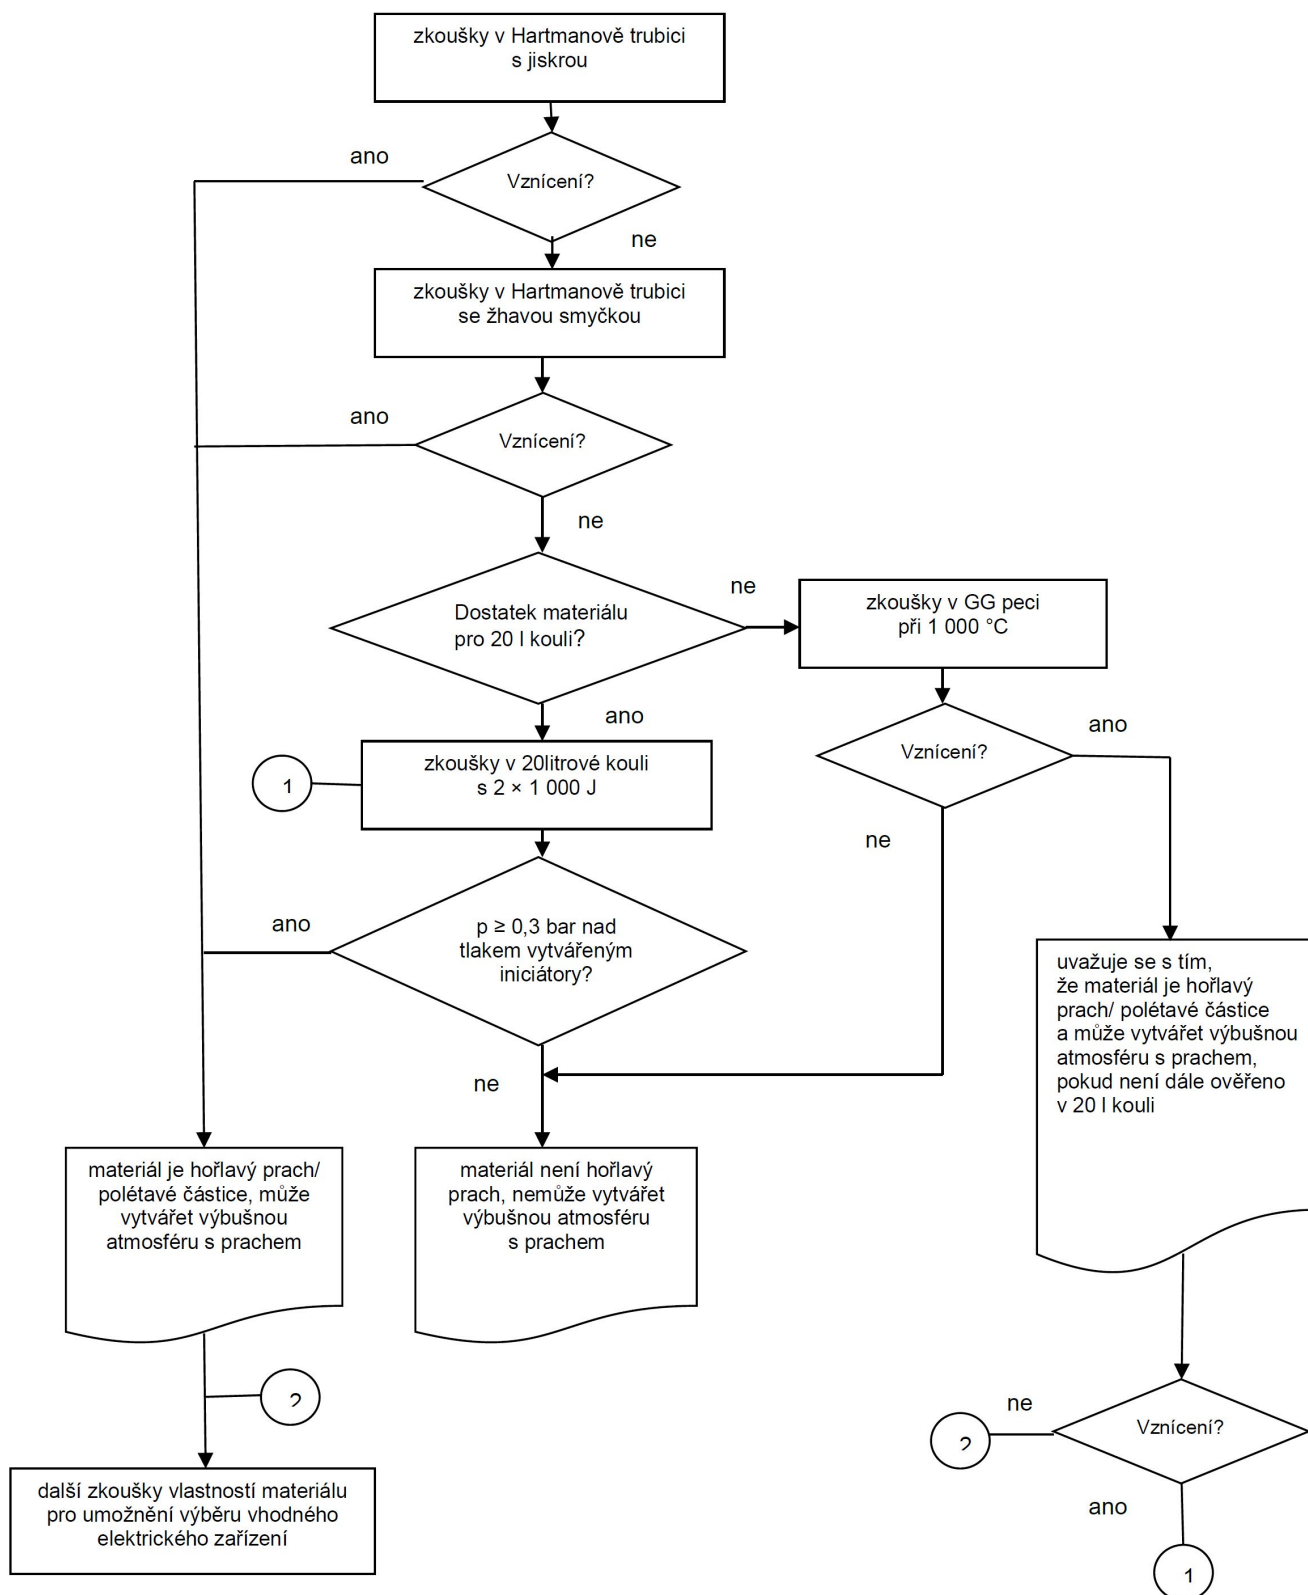 zkoušky v Hartmanově trubici
s jiskrou
ano
Vznícení?
ne
zkoušky v Hartmanově trubici
se žhavou smyčkou
ano
Vznícení?
ne
Dostatek materiálu
pro 20 l kouli?
ne
zkoušky v GG peci
při 1 000 °C
ano
Vznícení?
ano
zkoušky v 20litrové kouli
s 2 × 1 000 J
1
ne
ano
p ≥ 0,3 bar nad
tlakem vytvářeným
iniciátory?
ne
uvažuje se s tím,
že materiál je hořlavý
prach/ polétavé částice
a může vytvářet výbušnou
atmosféru s prachem,
pokud není dále ověřeno
v 20 l kouli
materiál je hořlavý prach/
polétavé částice, může
vytvářet výbušnou
atmosféru s prachem
materiál není hořlavý
prach, nemůže vytvářet
výbušnou atmosféru
s prachem
2
další zkoušky vlastností materiálu
pro umožnění výběru vhodného
elektrického zařízení
ne
2
Vznícení?
ano
1